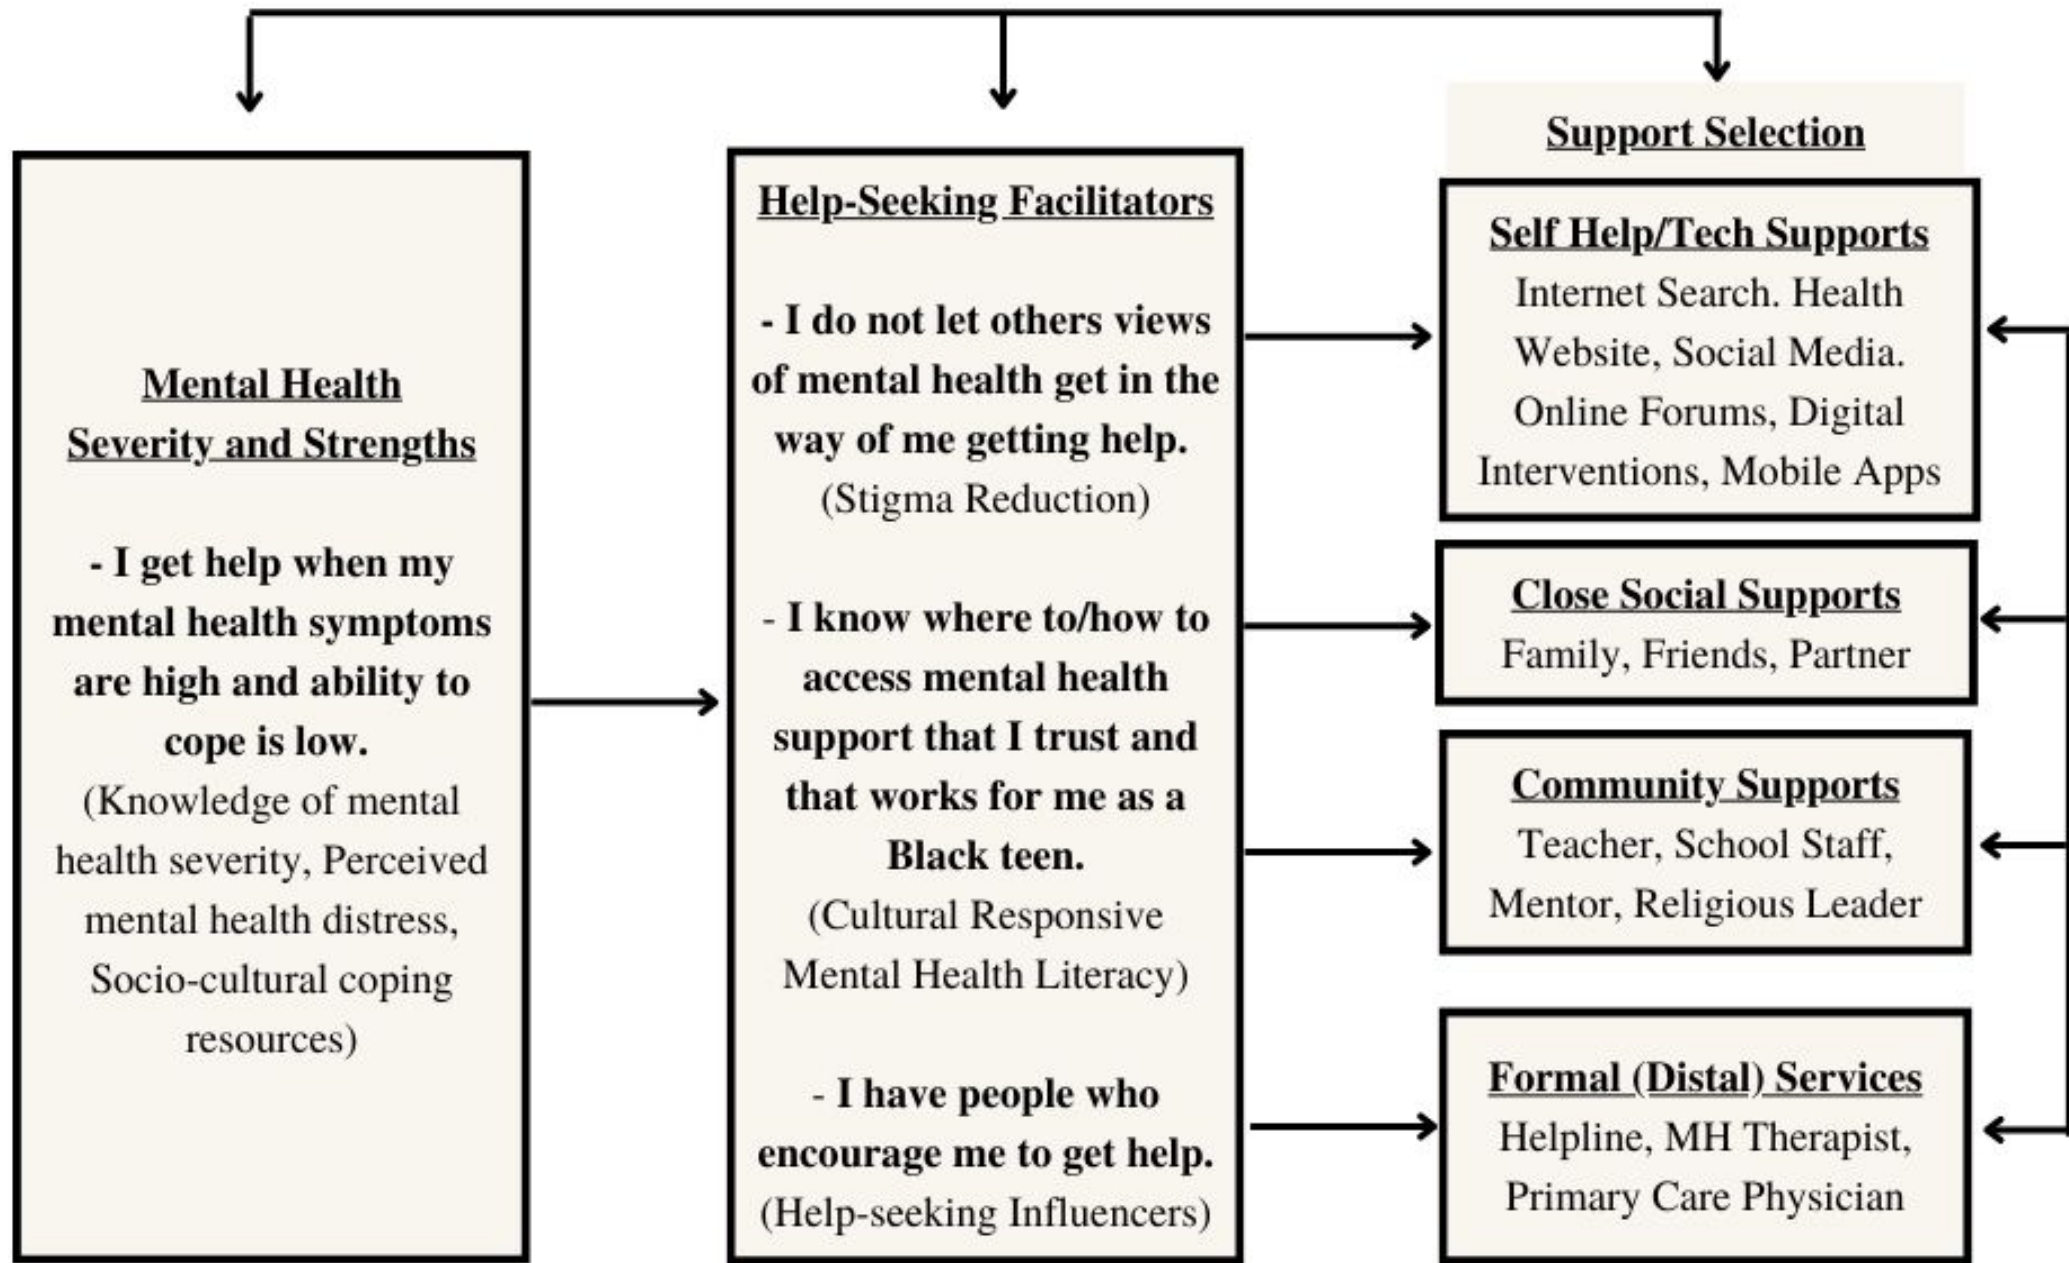 Mental Health
Severity and Strengths
- I get help when my
mental health symptoms
are high and ability to
cope is low.
(Knowledge of mental
health severity, Perceived
mental health distress,
Socio-cultural coping
resources)
Help-Seeking Facilitators
- I do not let others views
of mental health get in the
way of me getting help.
(Stigma Reduction)
- I know where to/how to
access mental health
support that I trust and
that works for me as a
Black teen.
(Cultural Responsive
Mental Health Literacy)
- I have people who
encourage me to get help.
(Help-seeking Influencers)
Support Selection
Self Help/Tech Supports
Internet Search. Health
Website, Social Media.
Online Forums, Digital
Interventions, Mobile Apps
Close Social Supports
Family, Friends, Partner
Community Supports
Teacher, School Staff,
Mentor, Religious Leader
Formal (Distal) Services
Helpline, MH Therapist,
Primary Care Physician